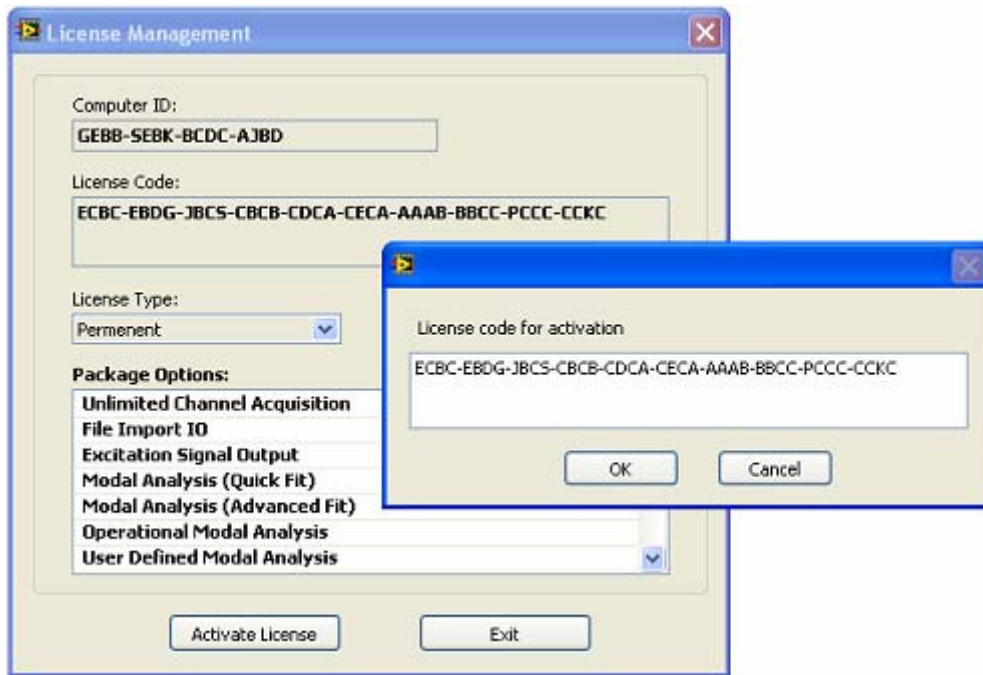 License Management
Computer ID:
GEBB-SEBK-BCDC-AJBD
License Code:
ECBC-EBDG-JBCS-CBCB-CDCA-CECA-AAAB-BBCC-PCCC-CCKC
License Type:
Permenent
Package Options:
Unlimited Channel Acquisition
File Import IO
Excitation Signal Output
Modal Analysis (Quick Fit)
Modal Analysis (Advanced Fit)
Operational Modal Analysis
User Defined Modal Analysis
Activate License
Exit
License code for activation
ECBC-EBDG-JBCS-CBCB-CDCA-CECA-AAAB-BBCC-PCCC-CCKC
OK
Cancel